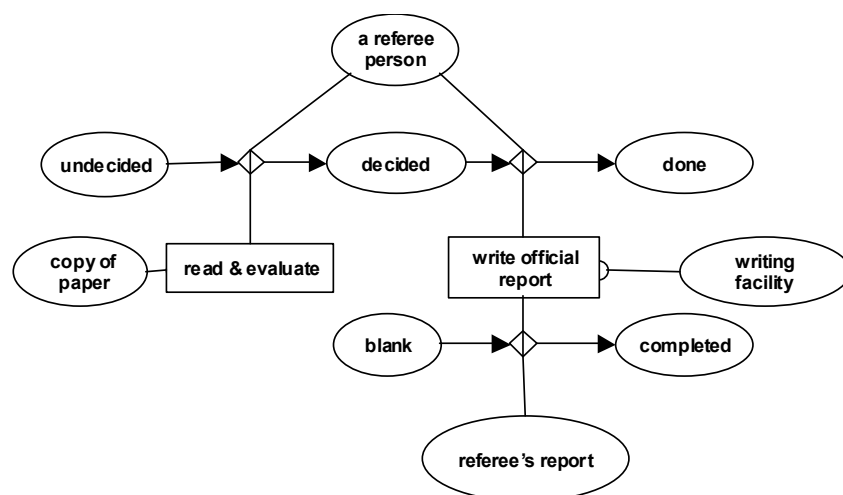 a referee
person
undecided
decided
done
copy of
paper
read & evaluate
write official
report
writing
facility
blank
completed
referee’s report